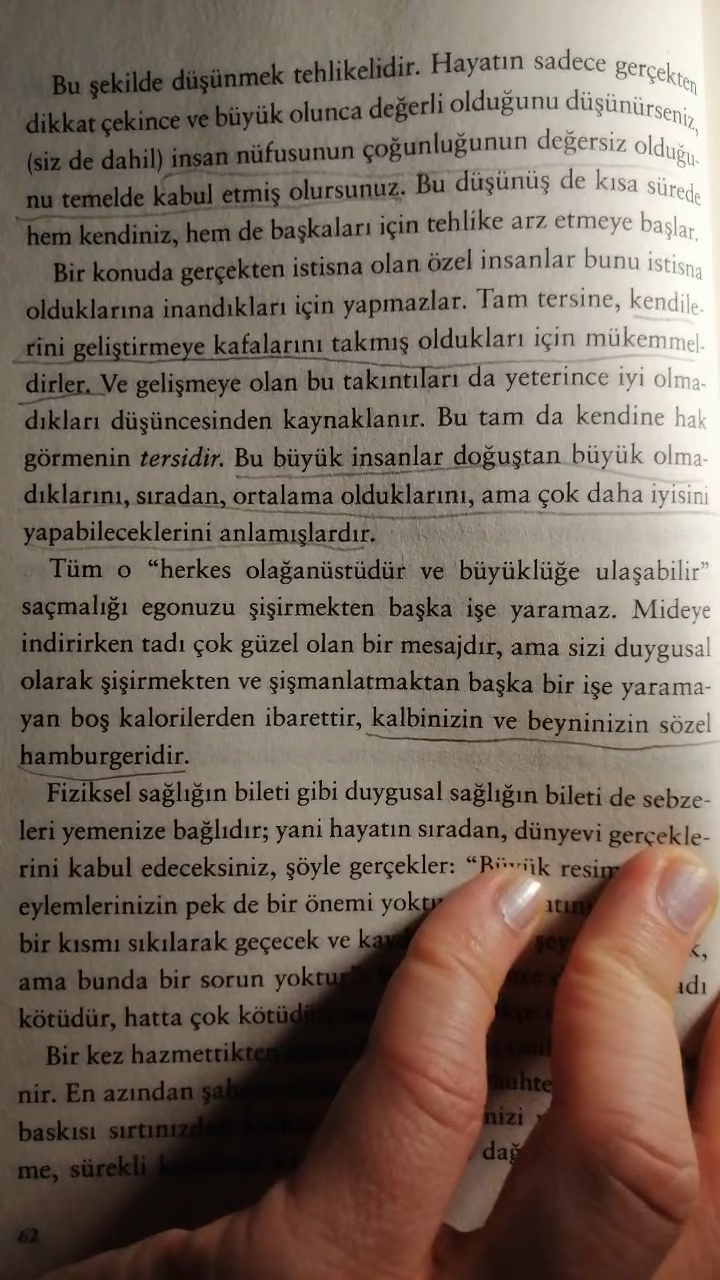 Bu şekilde düşünmek tehlikelidir. Hayatın sadece gerçekten
dikkat çekince ve büyük olunca değerli olduğunu düşünürseniz,
(siz de dahil) insan nüfusunun çoğunluğunun değersiz olduğu-
nu temelde kabul etmiş olursunuz. Bu düşünüş de kısa sürede
hem kendiniz, hem de başkaları için tehlike arz etmeye başlar.
Bir konuda gerçekten istisna olan özel insanlar bunu istisna
olduklarına inandıkları için yapmazlar. Tam tersine, kendile-
rini geliştirmeye kafalarını takmış oldukları için mükemmel-
dirler. Ve gelişmeye olan bu takıntıları da yeterince iyi olma-
dıkları düşüncesinden kaynaklanır. Bu tam da kendine hak
görmenin tersidir. Bu büyük insanlar doğuştan büyük olma-
dıklarını, sıradan, ortalama olduklarını, ama çok daha iyisini
yapabileceklerini anlamışlardır.
Tüm o “herkes olağanüstüdür ve büyüklüğe ulaşabilir”
saçmalığı egonuzu şişirmekten başka işe yaramaz. Mideye
indirirken tadı çok güzel olan bir mesajdır, ama sizi duygusal
olarak şişirmekten ve şişmanlatmaktan başka bir işe yarama-
yan boş kalorilerden ibarettir, kalbinizin ve beyninizin sözel
hamburgeridir.
Fiziksel sağlığın bileti gibi duygusal sağlığın bileti de sebze-
leri yemenize bağlıdır; yani hayatın sıradan, dünyevi gerçekle-
rini kabul edeceksiniz, şöyle gerçekler: “Büyük resim
eylemlerinizin pek de bir önemi
bir kısmı sıkılarak geçecek ve
ama bunda bir sorun
kötüdür, hatta çok
Bir kez
nir. En azından
baskısı
me, sürekli
62